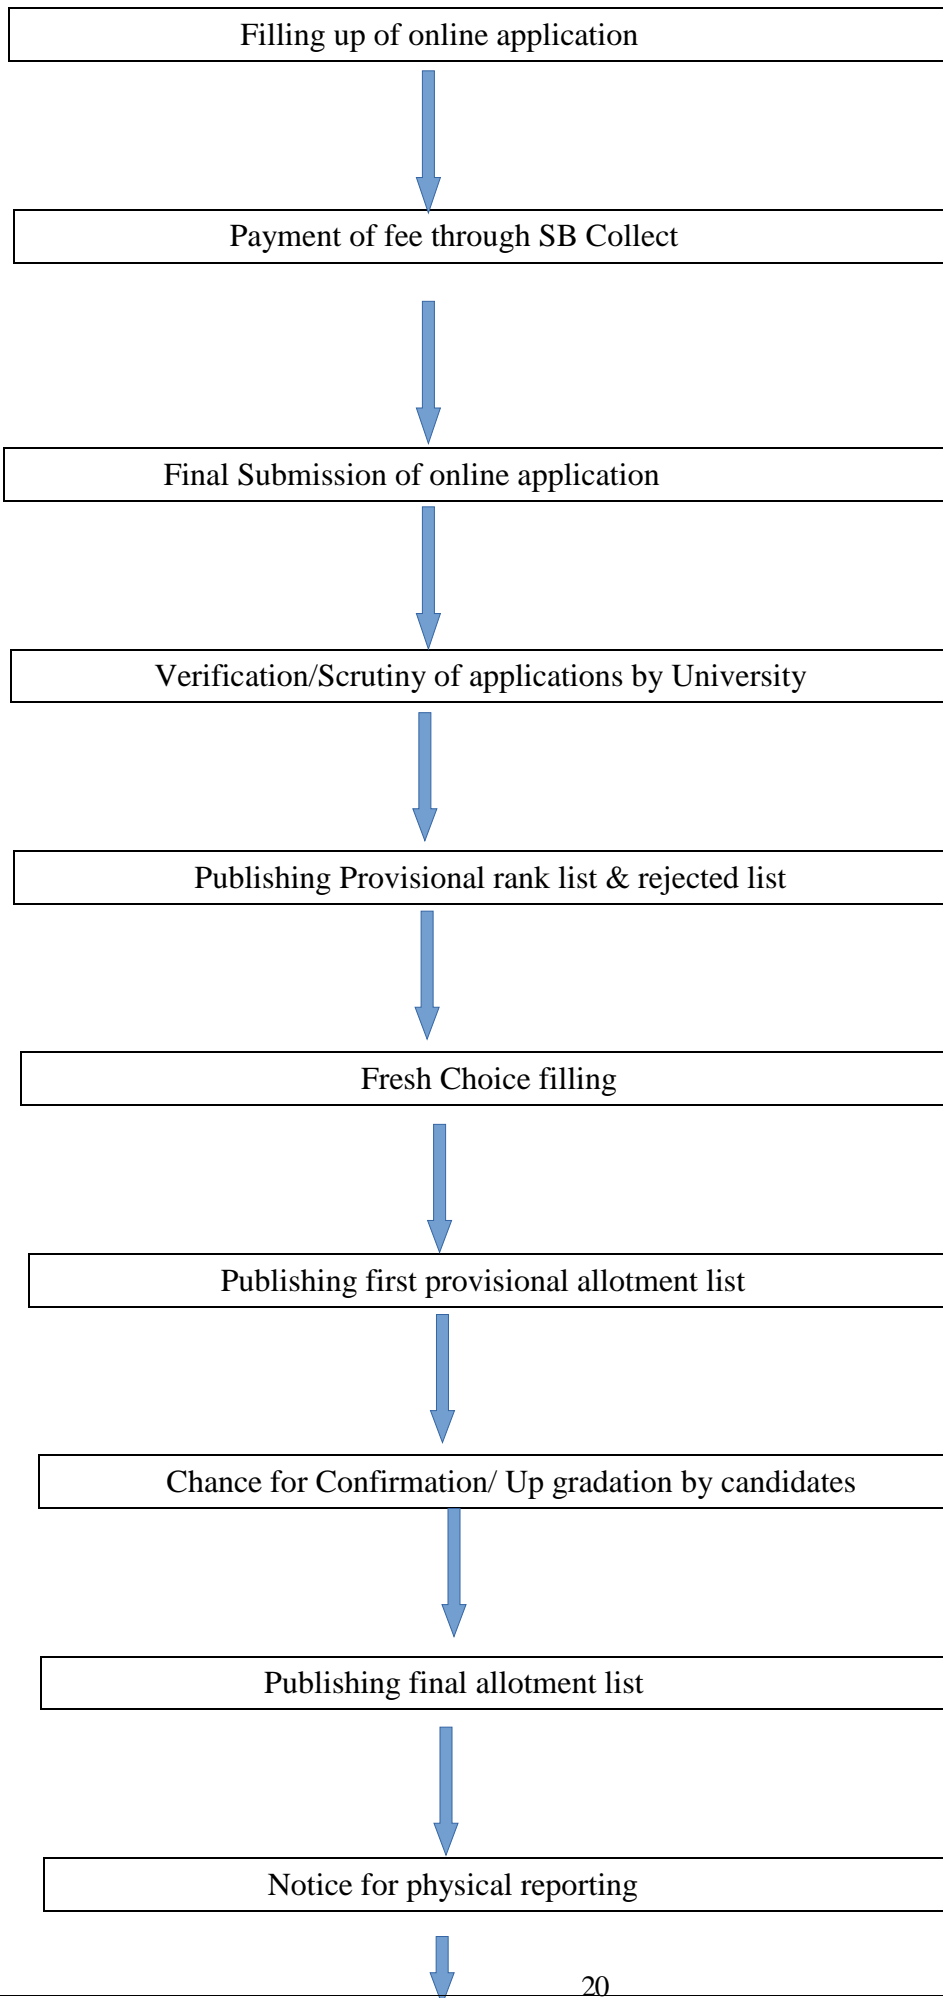 Filling up of online application
Payment of fee through SB Collect
Final Submission of online application
Verification/Scrutiny of applications by University
Publishing Provisional rank list & rejected list
Fresh Choice filling
Publishing first provisional allotment list
Chance for Confirmation/ Up gradation by candidates
Publishing final allotment list
Notice for physical reporting
20